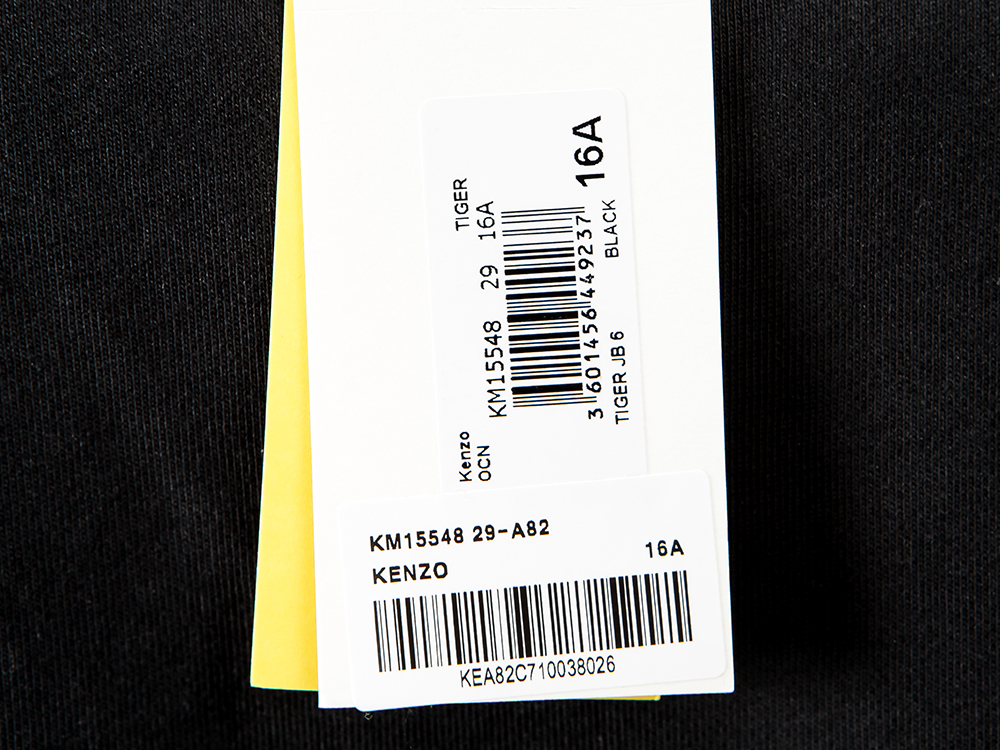 Kenzo TIGER
OCN
KM15548 29 16A
3 601456 449237
TIGER JB 6 BLACK
16A
KM15548 29-A82
KENZO 16A
KEA82C710038026